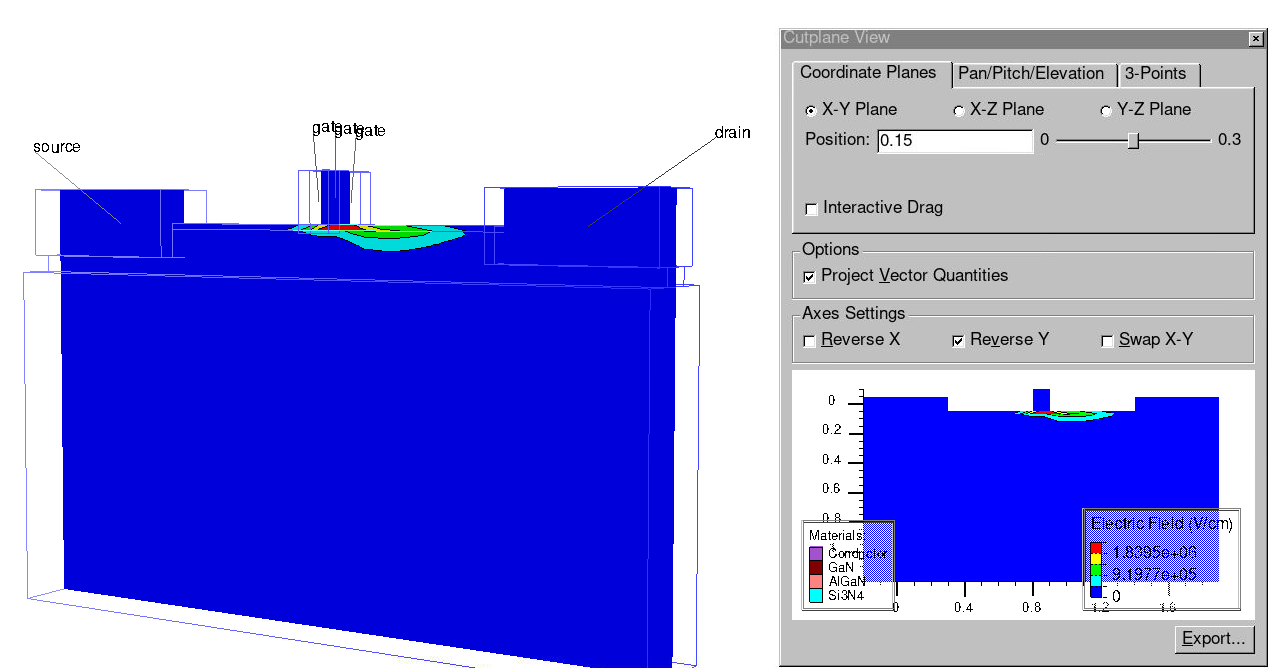 source
gate gate gate
drain
Cutplane View
Coordinate Planes Pan/Pitch/Elevation 3-Points
X-Y Plane X-Z Plane Y-Z Plane
Position: 0.15 0 0.3
Interactive Drag
Options
Project Vector Quantities
Axes Settings
Reverse X Reverse Y Swap X-Y
0
0.2
0.4
0.6
0.8
Materials:
Conductor
GaN
AlGaN
Si3N4
Electric Field (V/cm)
1.8395e+06
9.1977e+05
0
0 0.4 0.8 1.2 1.6
Export...